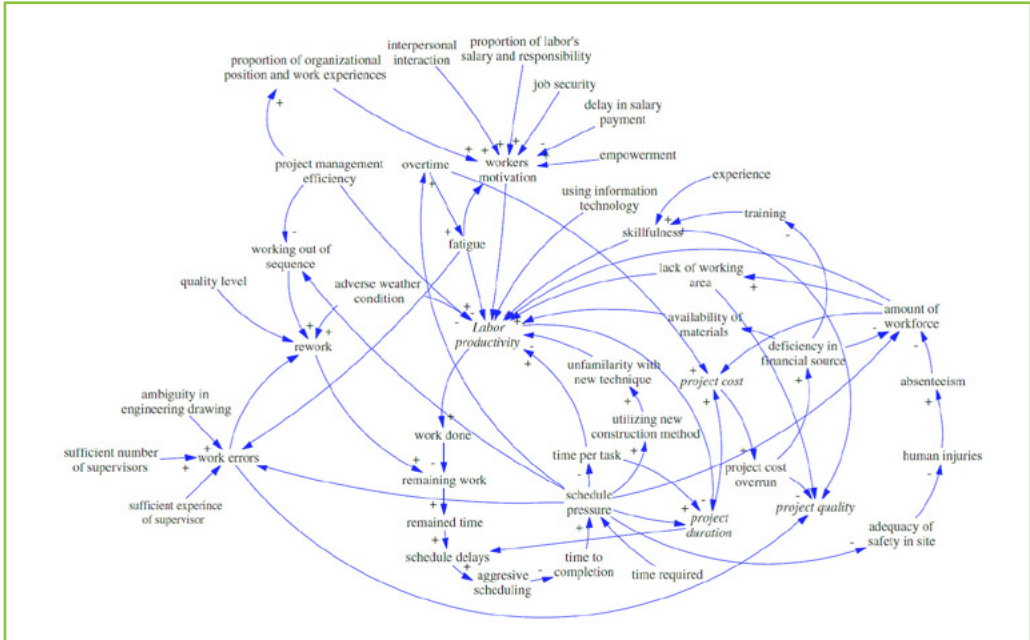 proportion of labor's
salary and responsibility
interpersonal
interaction
proportion of organizational
position and work experiences
job security
delay in salary
payment
empowerment
workers
motivation
overtime
project management
efficiency
using information
technology
experience
training
skillfulness
fatigue
working out of
sequence
lack of working
area
quality level
adverse weather
condition
amount of
workforce
availability of
materials
Labor
productivity
rework
deficiency in
financial source
unfamilarity with
new technique
project cost
absenteeism
ambiguity in
engineering drawing
utilizing new
construction method
work done
sufficient number
of supervisors
work errors
time per task
project cost
overrun
human injuries
remaining work
sufficient experince
of supervisor
schedule
pressure
project quality
remained time
project
duration
adequacy of
safety in site
schedule delays
time to
completion
aggresive
scheduling
time required